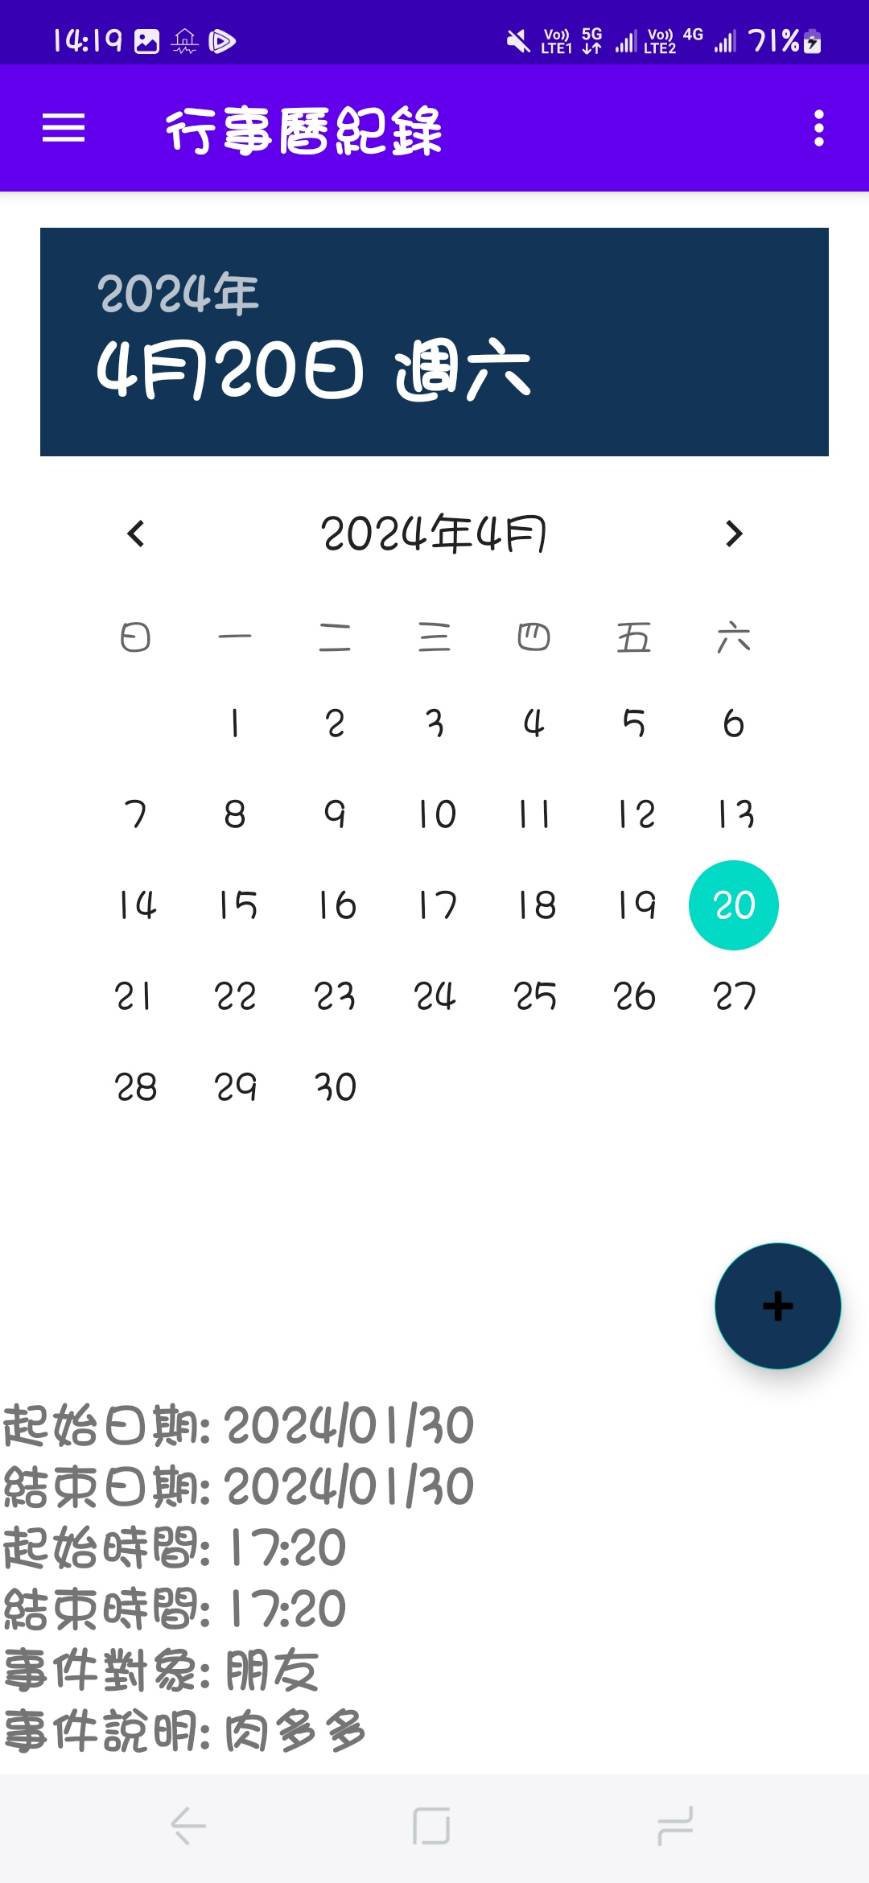 14:19 Vo)) LTE1 5G Vo)) LTE2 4G 71%
行事曆紀錄
2024年
4月20日 週六
2024年4月
日 一 二 三 四 五 六
1 2 3 4 5 6
7 8 9 10 11 12 13
14 15 16 17 18 19 20
21 22 23 24 25 26 27
28 29 30
+
起始日期: 2024/01/30
結束日期: 2024/01/30
起始時間: 17:20
結束時間: 17:20
事件對象: 朋友
事件說明: 肉多多